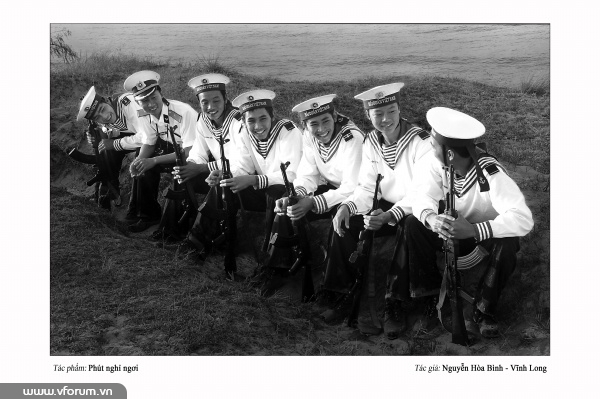 Tác phẩm: Phút nghỉ ngơi
Tác giả: Nguyễn Hòa Bình - Vĩnh Long
www.vforum.vn